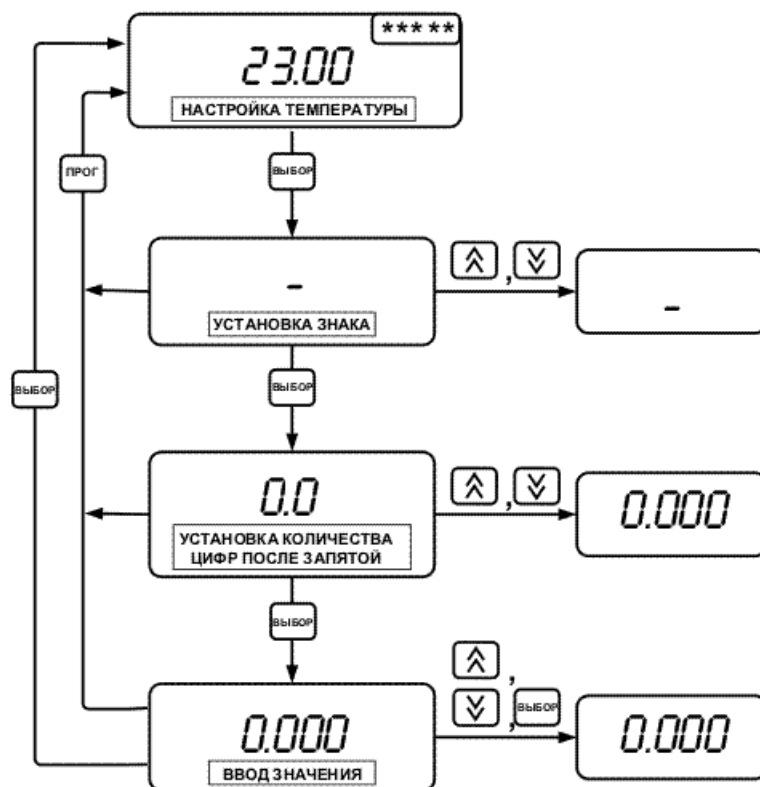 *****
23.00
НАСТРОЙКА ТЕМПЕРАТУРЫ
ПРОГ
ВЫБОР
-
УСТАНОВКА ЗНАКА
,
-
ВЫБОР
ВЫБОР
0.0
УСТАНОВКА КОЛИЧЕСТВА
ЦИФР ПОСЛЕ ЗАПЯТОЙ
,
0.000
ВЫБОР
,
, ВЫБОР
0.000
ВВОД ЗНАЧЕНИЯ
0.000